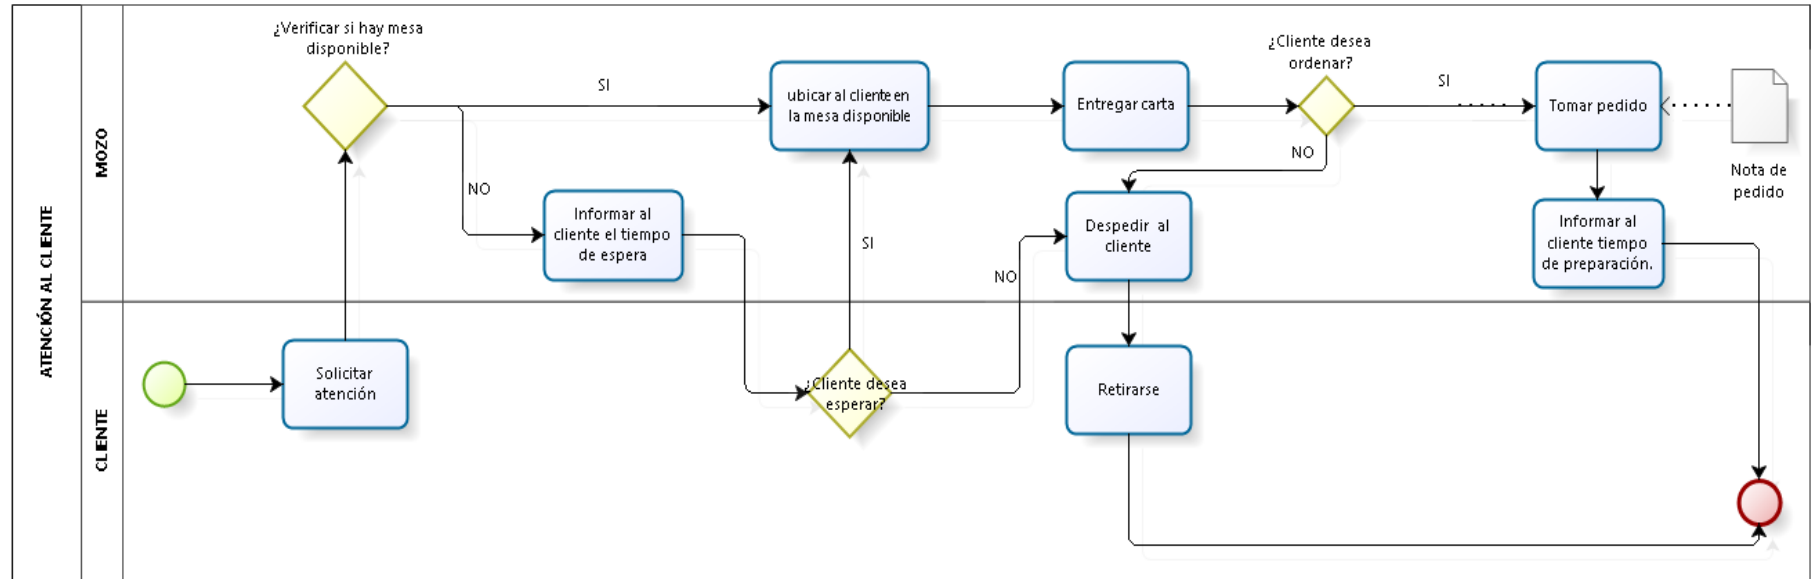 ATENCIÓN AL CLIENTE
MOZO
¿Verificar si hay mesa
disponible?
SI
NO
Informar al
cliente el tiempo
de espera
ubicar al cliente en
la mesa disponible
SI
Entregar carta
¿Cliente desea
ordenar?
SI
NO
Tomar pedido
Nota de
pedido
Despedir al
cliente
NO
Informar al
cliente tiempo
de preparación.
CLIENTE
Solicitar
atención
¿Cliente desea
esperar?
Retirarse